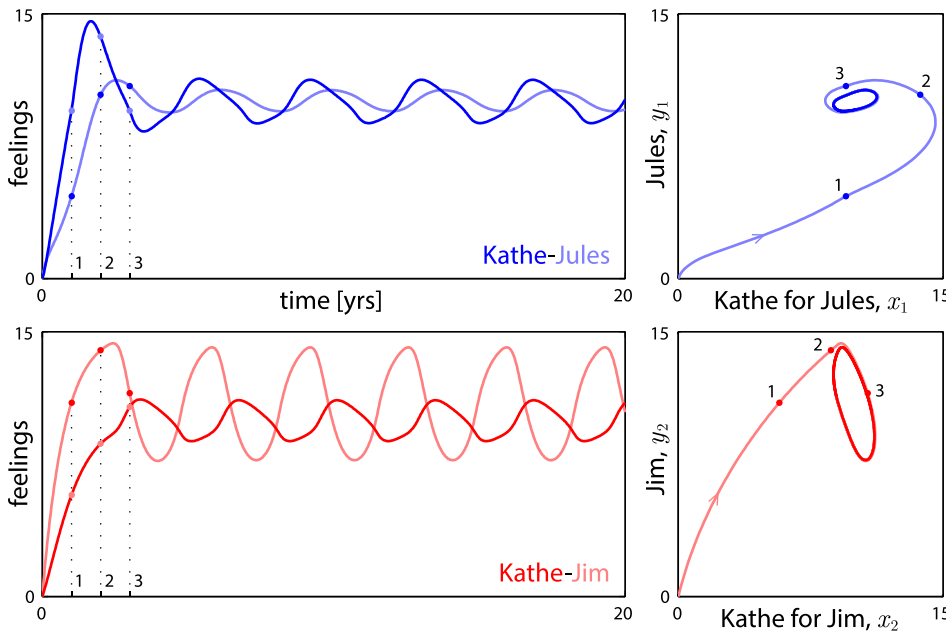 15
feelings
Kathe-Jules
1 2 3
0
0
time [yrs]
20
15
Jules, y₁
3
2
1
0
0
Kathe for Jules, x₁
15
15
feelings
Kathe-Jim
1 2 3
0
0
20
15
Jim, y₂
2
1
3
0
0
Kathe for Jim, x₂
15